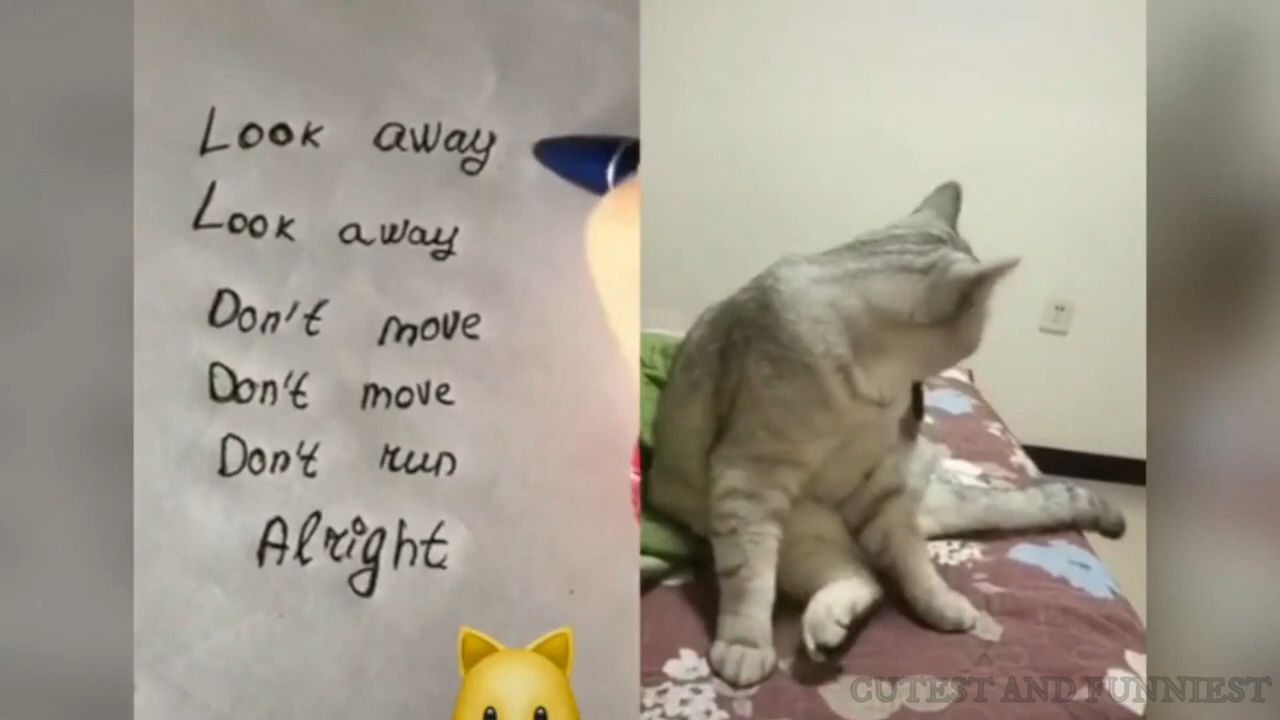 Look away
Look away
Don't move
Don't move
Don't run
Alright
CUTEST AND FUNNIEST